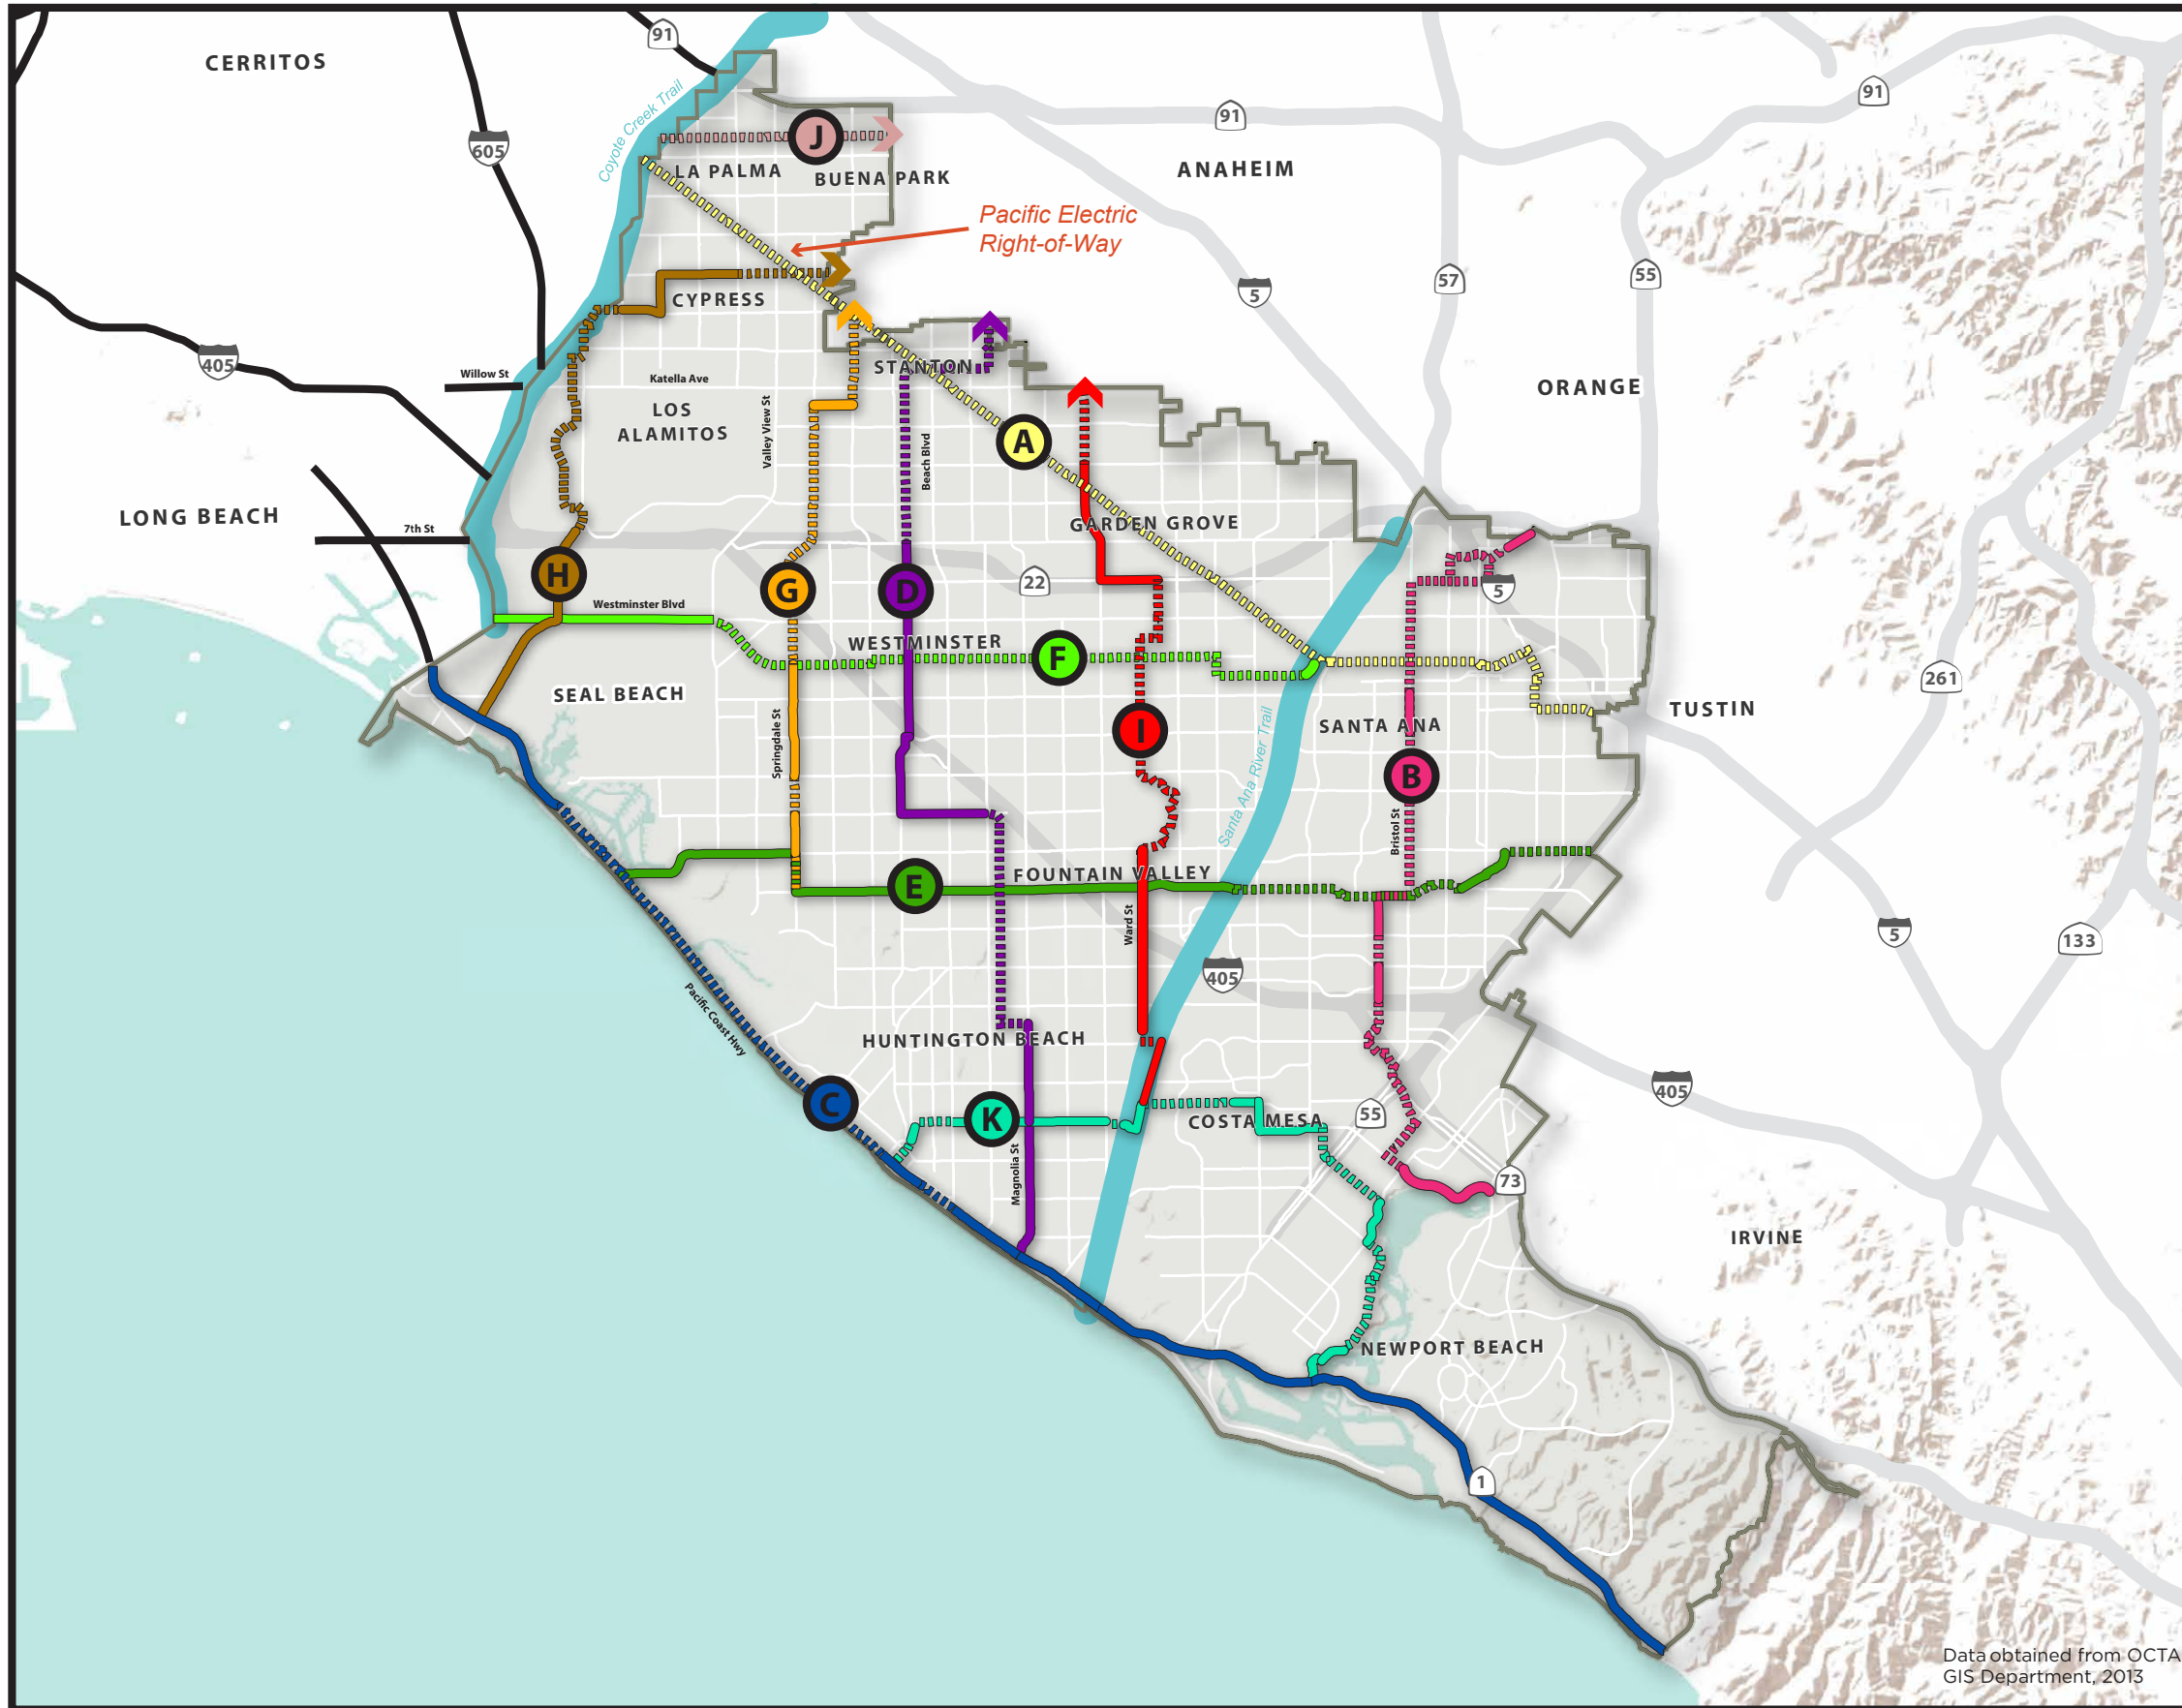 91
CERRITOS
Coyote Creek Trail
91
91
605
J
LA PALMA
BUENA PARK
ANAHEIM
Pacific Electric
Right-of-Way
5
57
55
CYPRESS
405
Willow St
STANTON
Katella Ave
ORANGE
LOS
ALAMITOS
Valley View St
Beach Blvd
A
LONG BEACH
7th St
GARDEN GROVE
H
G
D
22
5
Westminster Blvd
WESTMINSTER
F
SEAL BEACH
Springdale St
I
Santa Ana River Trail
SANTA ANA
B
TUSTIN
261
Bristol St
E
FOUNTAIN VALLEY
Ward St
405
5
133
Pacific Coast Hwy
HUNTINGTON BEACH
C
K
COSTA MESA
55
405
Magnolia St
73
IRVINE
NEWPORT BEACH
1
Data obtained from OCTA
GIS Department, 2013